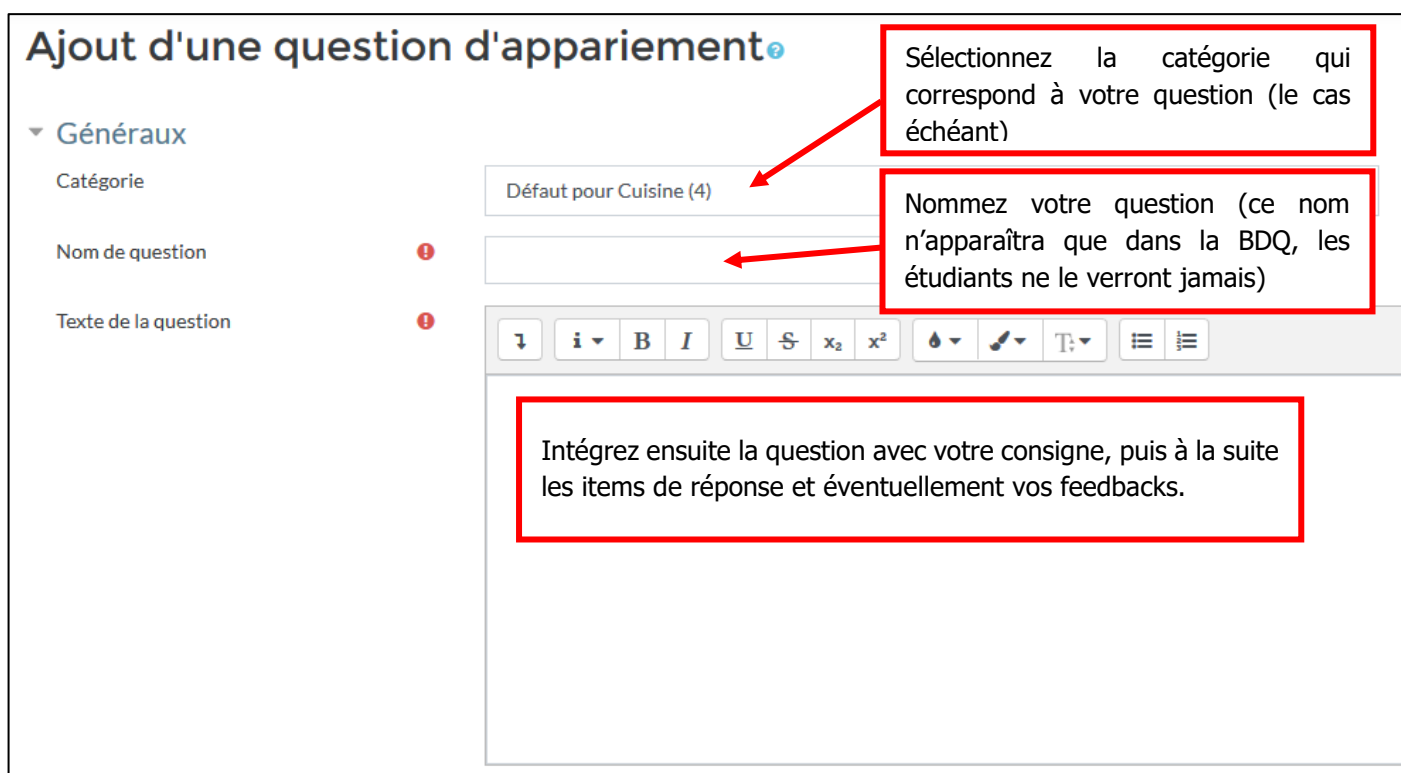 Ajout d'une question d'appariement
Sélectionnez la catégorie qui
correspond à votre question (le cas
échéant)
Généraux
Catégorie
Défaut pour Cuisine (4)
Nommez votre question (ce nom
n'apparaîtra que dans la BDQ, les
étudiants ne le verront jamais)
Nom de question
Texte de la question
i B I U S x₂ x² T
Intégrez ensuite la question avec votre consigne, puis à la suite
les items de réponse et éventuellement vos feedbacks.